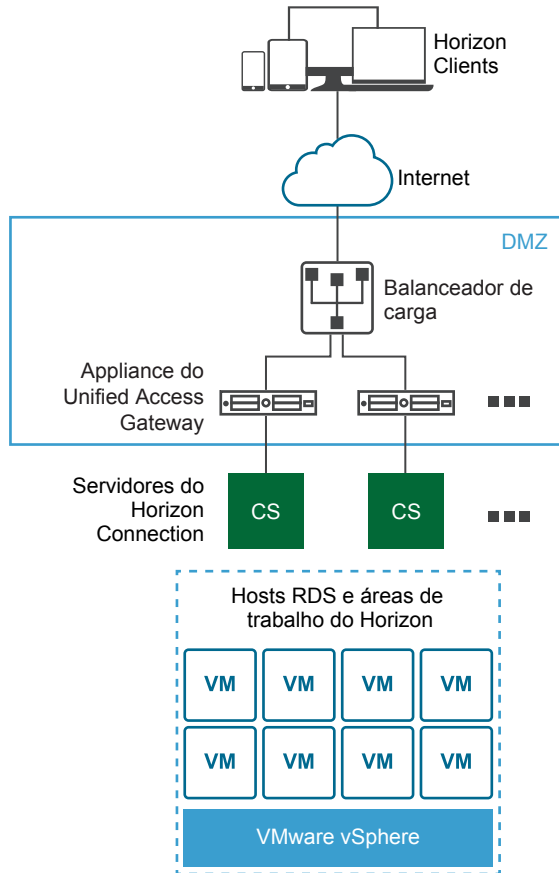 Horizon
Clients
Internet
DMZ
Balanceador de
carga
Appliance do
Unified Access
Gateway
Servidores do
Horizon
Connection
CS
CS
Hosts RDS e áreas de
trabalho do Horizon
VM VM VM VM
VM VM VM VM
VMware vSphere